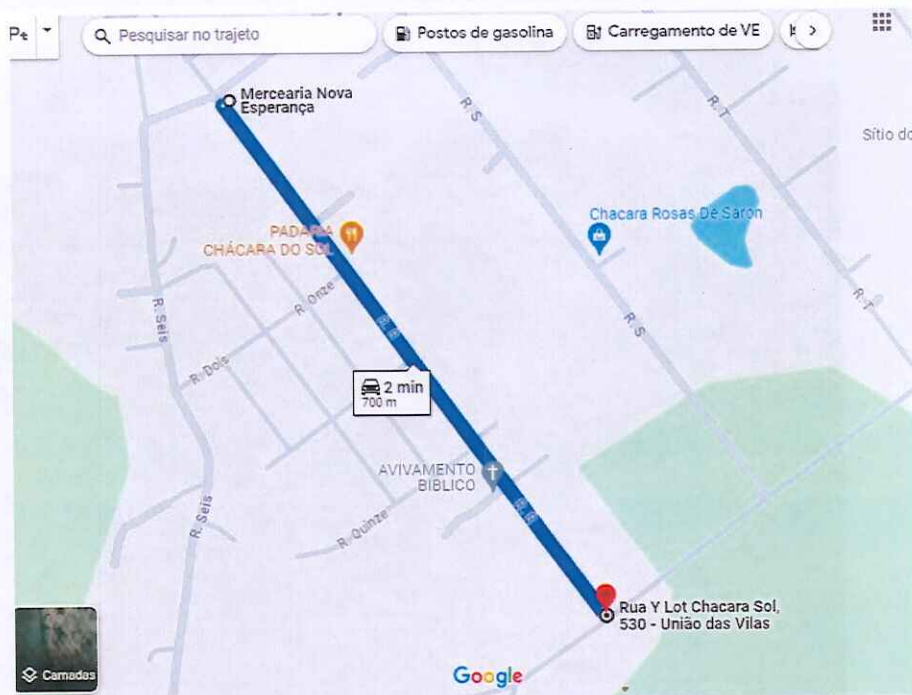 Pesquisar no trajeto
Postos de gasolina
Carregamento de VE
Mercearia Nova
Esperança
R. S
R. T
Sítio do
PADARIA
CHÁCARA DO SOL
Chacara Rosas De Saron
R. Onze
R. Seis
R. R
R. S
R. T
R. Dois
2 min
700 m
AVIVAMENTO
BÍBLICO
R. Seis
R. Quinze
R. R
Rua Y Lot Chacara Sol,
530 - União das Vilas
Camadas
Google